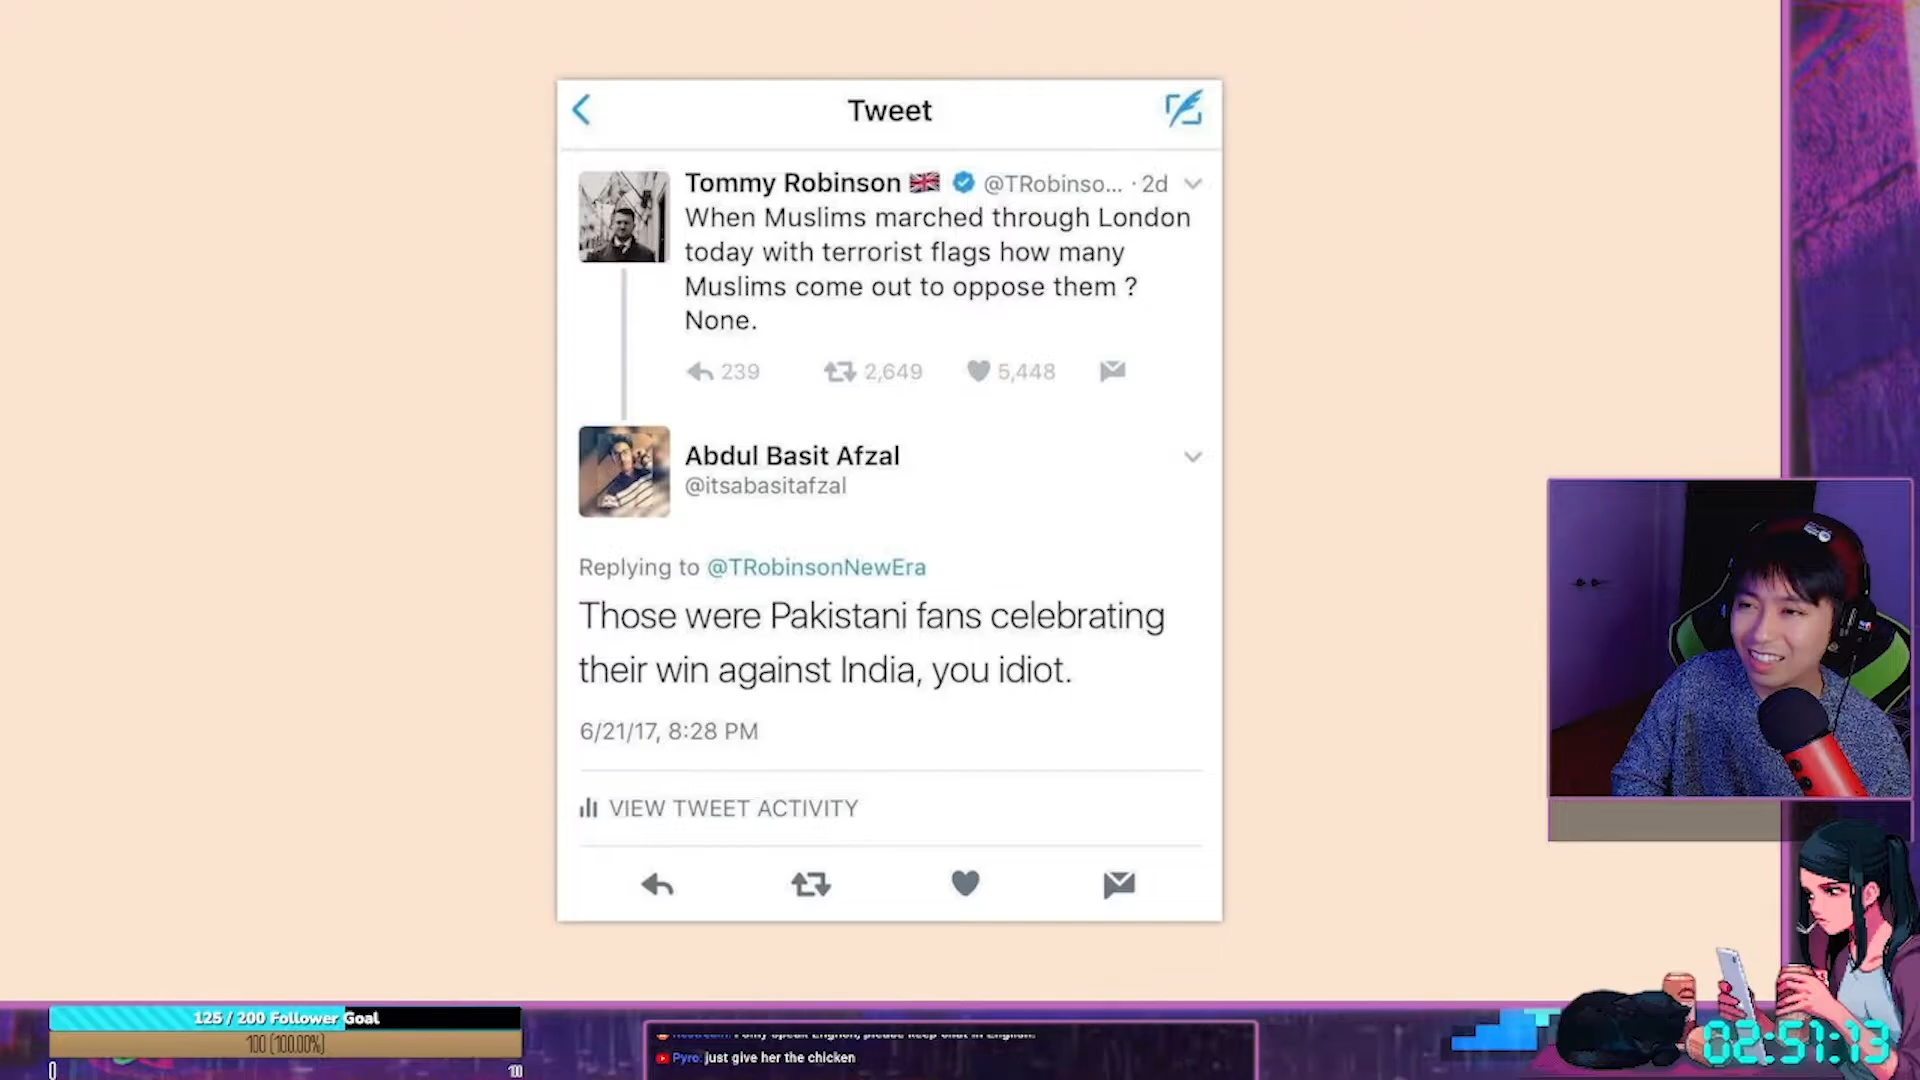 Tweet
Tommy Robinson 🇬🇧 @TRobinso... · 2d
When Muslims marched through London
today with terrorist flags how many
Muslims come out to oppose them ?
None.
239 2,649 5,448
Abdul Basit Afzal
@itsabasitafzal
Replying to @TRobinsonNewEra
Those were Pakistani fans celebrating
their win against India, you idiot.
6/21/17, 8:28 PM
VIEW TWEET ACTIVITY
125 / 200 Follower Goal
100 (100.00%)
0 100
Pyro: just give her the chicken
02:51:13